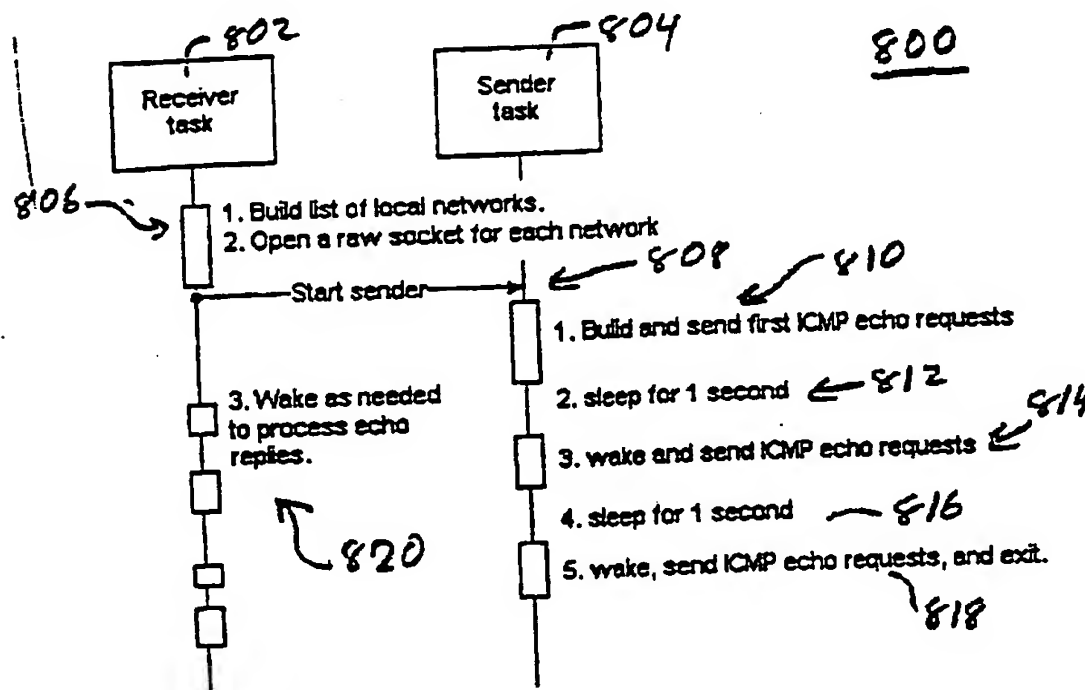 802
804
800
Receiver
task
Sender
task
806
1. Build list of local networks.
2. Open a raw socket for each network
808
810
Start sender
1. Build and send first ICMP echo requests
2. sleep for 1 second
812
814
3. Wake as needed
to process echo
replies.
3. wake and send ICMP echo requests
4. sleep for 1 second
816
820
5. wake, send ICMP echo requests, and exit.
818